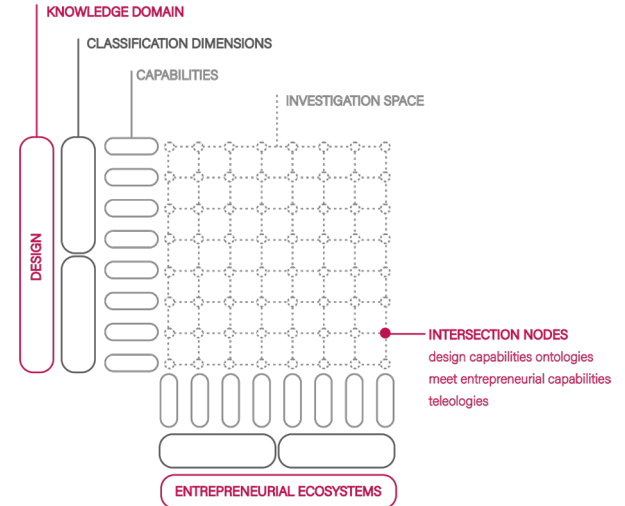 KNOWLEDGE DOMAIN
CLASSIFICATION DIMENSIONS
CAPABILITIES
INVESTIGATION SPACE
DESIGN
INTERSECTION NODES
design capabilities ontologies
meet entrepreneurial capabilities
teleologies
ENTREPRENEURIAL ECOSYSTEMS